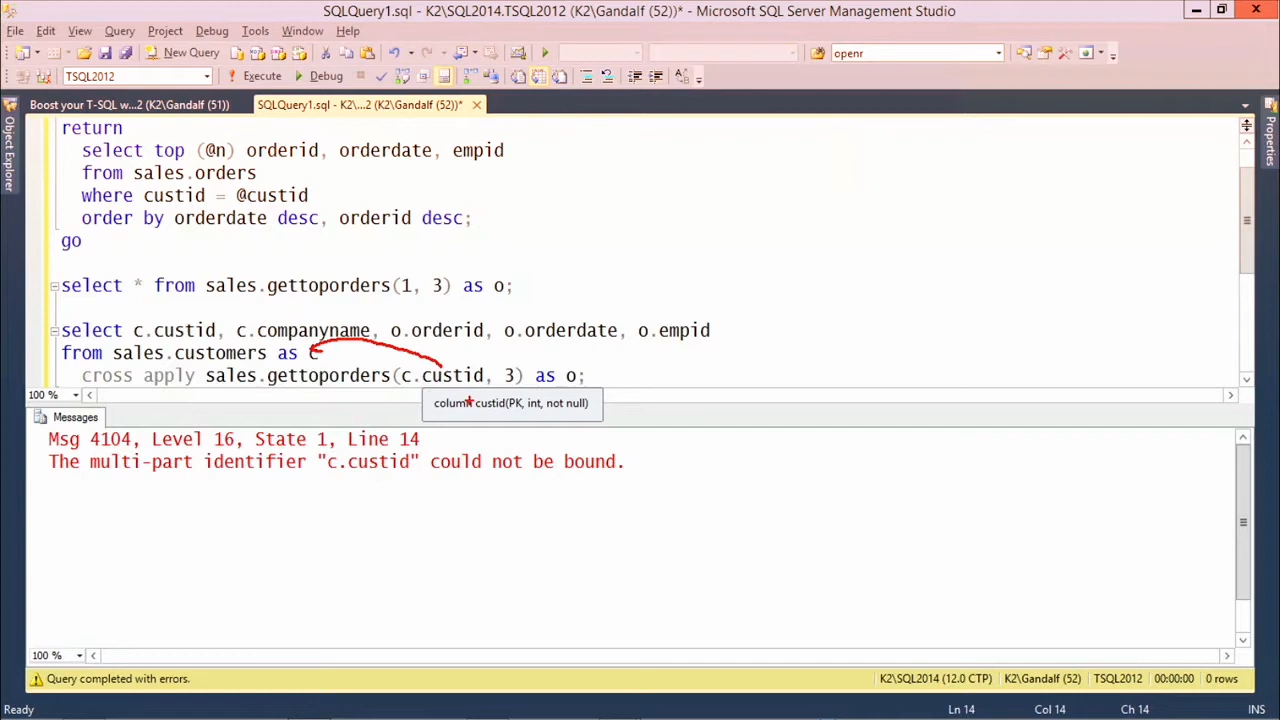 SQLQuery1.sql - K2\SQL2014.TSQL2012 (K2\Gandalf (52))* - Microsoft SQL Server Management Studio
File Edit View Query Project Debug Tools Window Help
New Query openr
TSQL2012 Execute Debug
Boost your T-SQL w...2 (K2\Gandalf (51)) SQLQuery1.sql - K2\...2 (K2\Gandalf (52))*
Object Explorer
Properties
return
select top (@n) orderid, orderdate, empid
from sales.orders
where custid = @custid
order by orderdate desc, orderid desc;
go
select * from sales.gettoporders(1, 3) as o;
select c.custid, c.companyname, o.orderid, o.orderdate, o.empid
from sales.customers as c
cross apply sales.gettoporders(c.custid, 3) as o;
100 %
column custid(PK, int, not null)
Messages
Msg 4104, Level 16, State 1, Line 14
The multi-part identifier "c.custid" could not be bound.
100 %
Query completed with errors. K2\SQL2014 (12.0 CTP) K2\Gandalf (52) TSQL2012 00:00:00 0 rows
Ready Ln 14 Col 14 Ch 14 INS